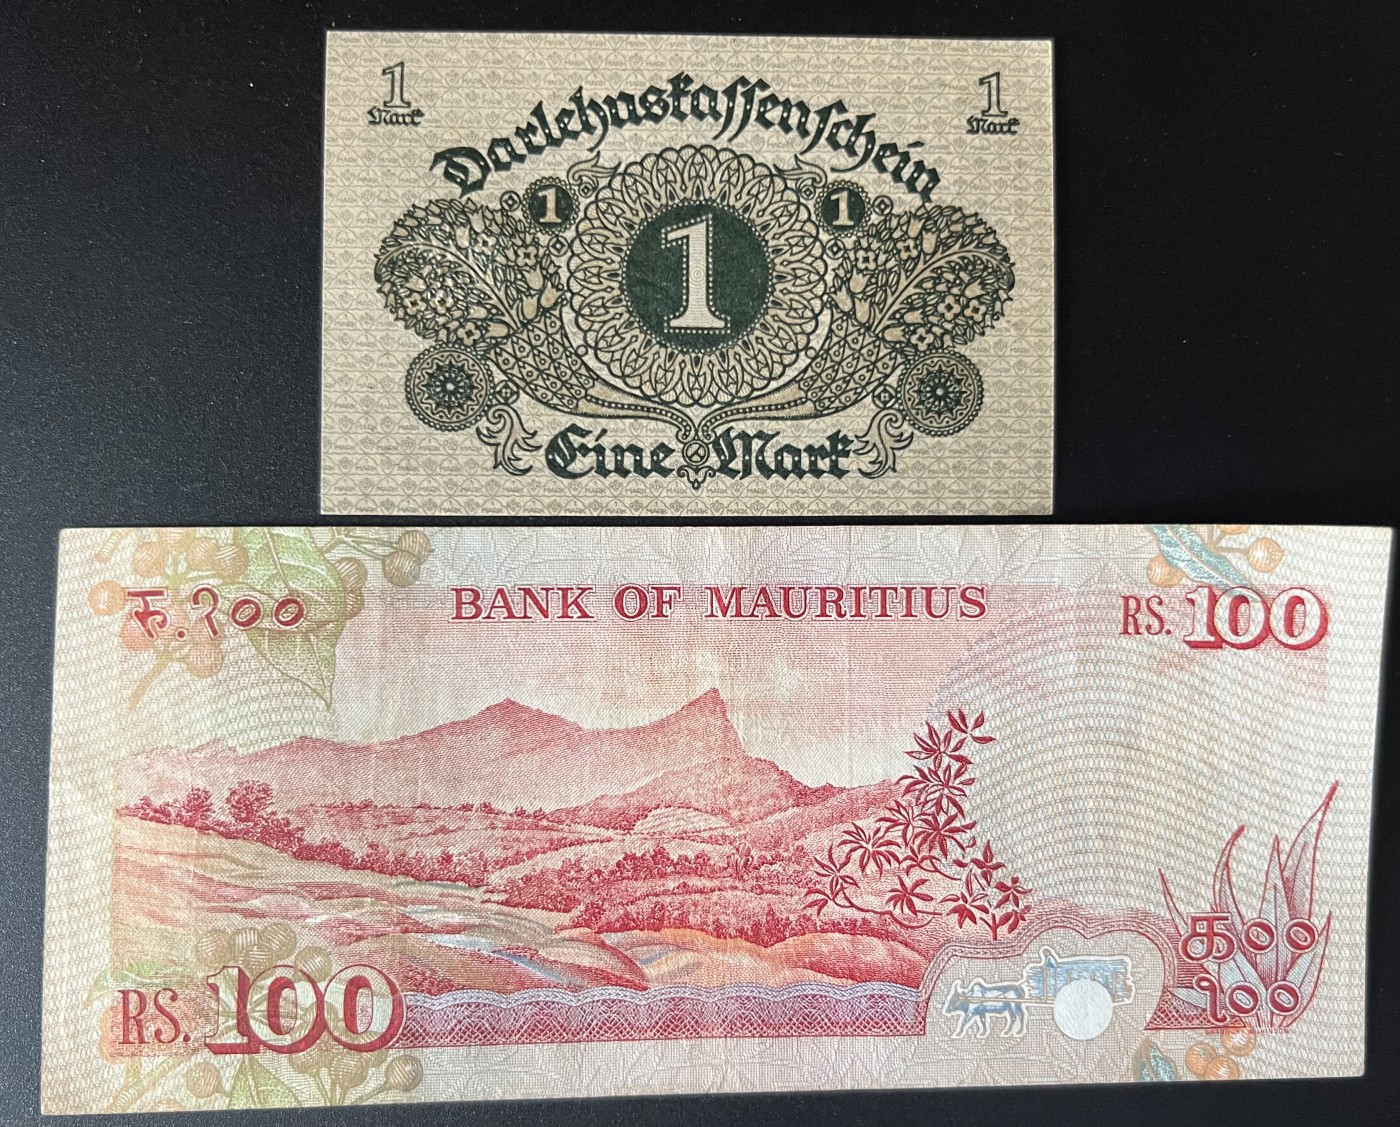 1
Mark
1
Mark
Darlehnskassenschein
1
1
1
Eine Mark
रु.१००
BANK OF MAURITIUS
RS. 100
RS. 100
௧௦௦
૧૦૦